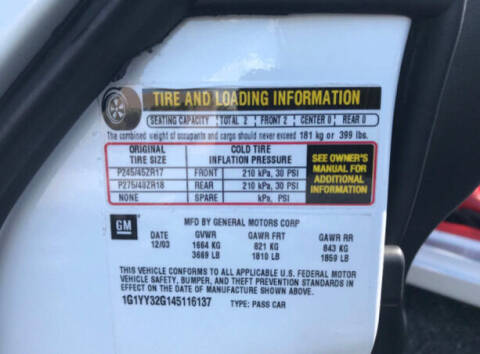 TIRE AND LOADING INFORMATION
SEATING CAPACITY TOTAL 2 FRONT 2 CENTER 0 REAR 0
The combined weight of occupants and cargo should never exceed 181 kg or 399 lbs.
ORIGINAL TIRE SIZE COLD TIRE INFLATION PRESSURE
P245/45ZR17 FRONT 210 kPa, 30 PSI
P275/40ZR18 REAR 210 kPa, 30 PSI
NONE SPARE kPa, PSI
SEE OWNER'S
MANUAL FOR
ADDITIONAL
INFORMATION
GM
MFD BY GENERAL MOTORS CORP
DATE GVWR GAWR FRT GAWR RR
12/03 1664 KG 821 KG 843 KG
3669 LB 1810 LB 1859 LB
THIS VEHICLE CONFORMS TO ALL APPLICABLE U.S. FEDERAL MOTOR
VEHICLE SAFETY, BUMPER, AND THEFT PREVENTION STANDARDS IN
EFFECT ON THE DATE OF MANUFACTURE SHOWN ABOVE.
1G1YY32G145116137 TYPE: PASS CAR